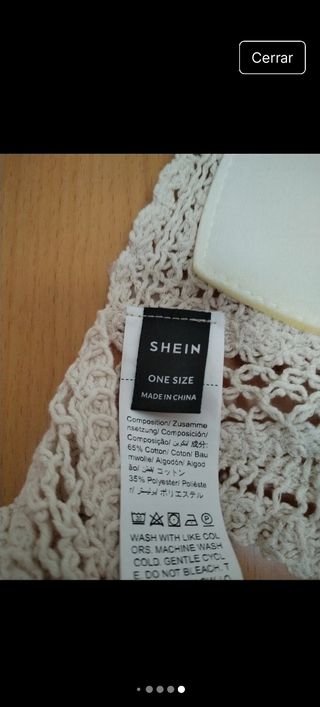 Cerrar
SHEIN
ONE SIZE
MADE IN CHINA
Composition/ Zusamme
nsetzung/ Composición/
Composição/ تكوين/ 成分:
65% Cotton/ Coton/ Bau
mwolle/ Algodón/ Algod
ão/ قطن/ コットン
35% Polyester/ Poliéste
r/ بوليستر/ ポリエステル
WASH WITH LIKE COL
ORS. MACHINE WASH
COLD. GENTLE CYCL
E. DO NOT BLEACH. T